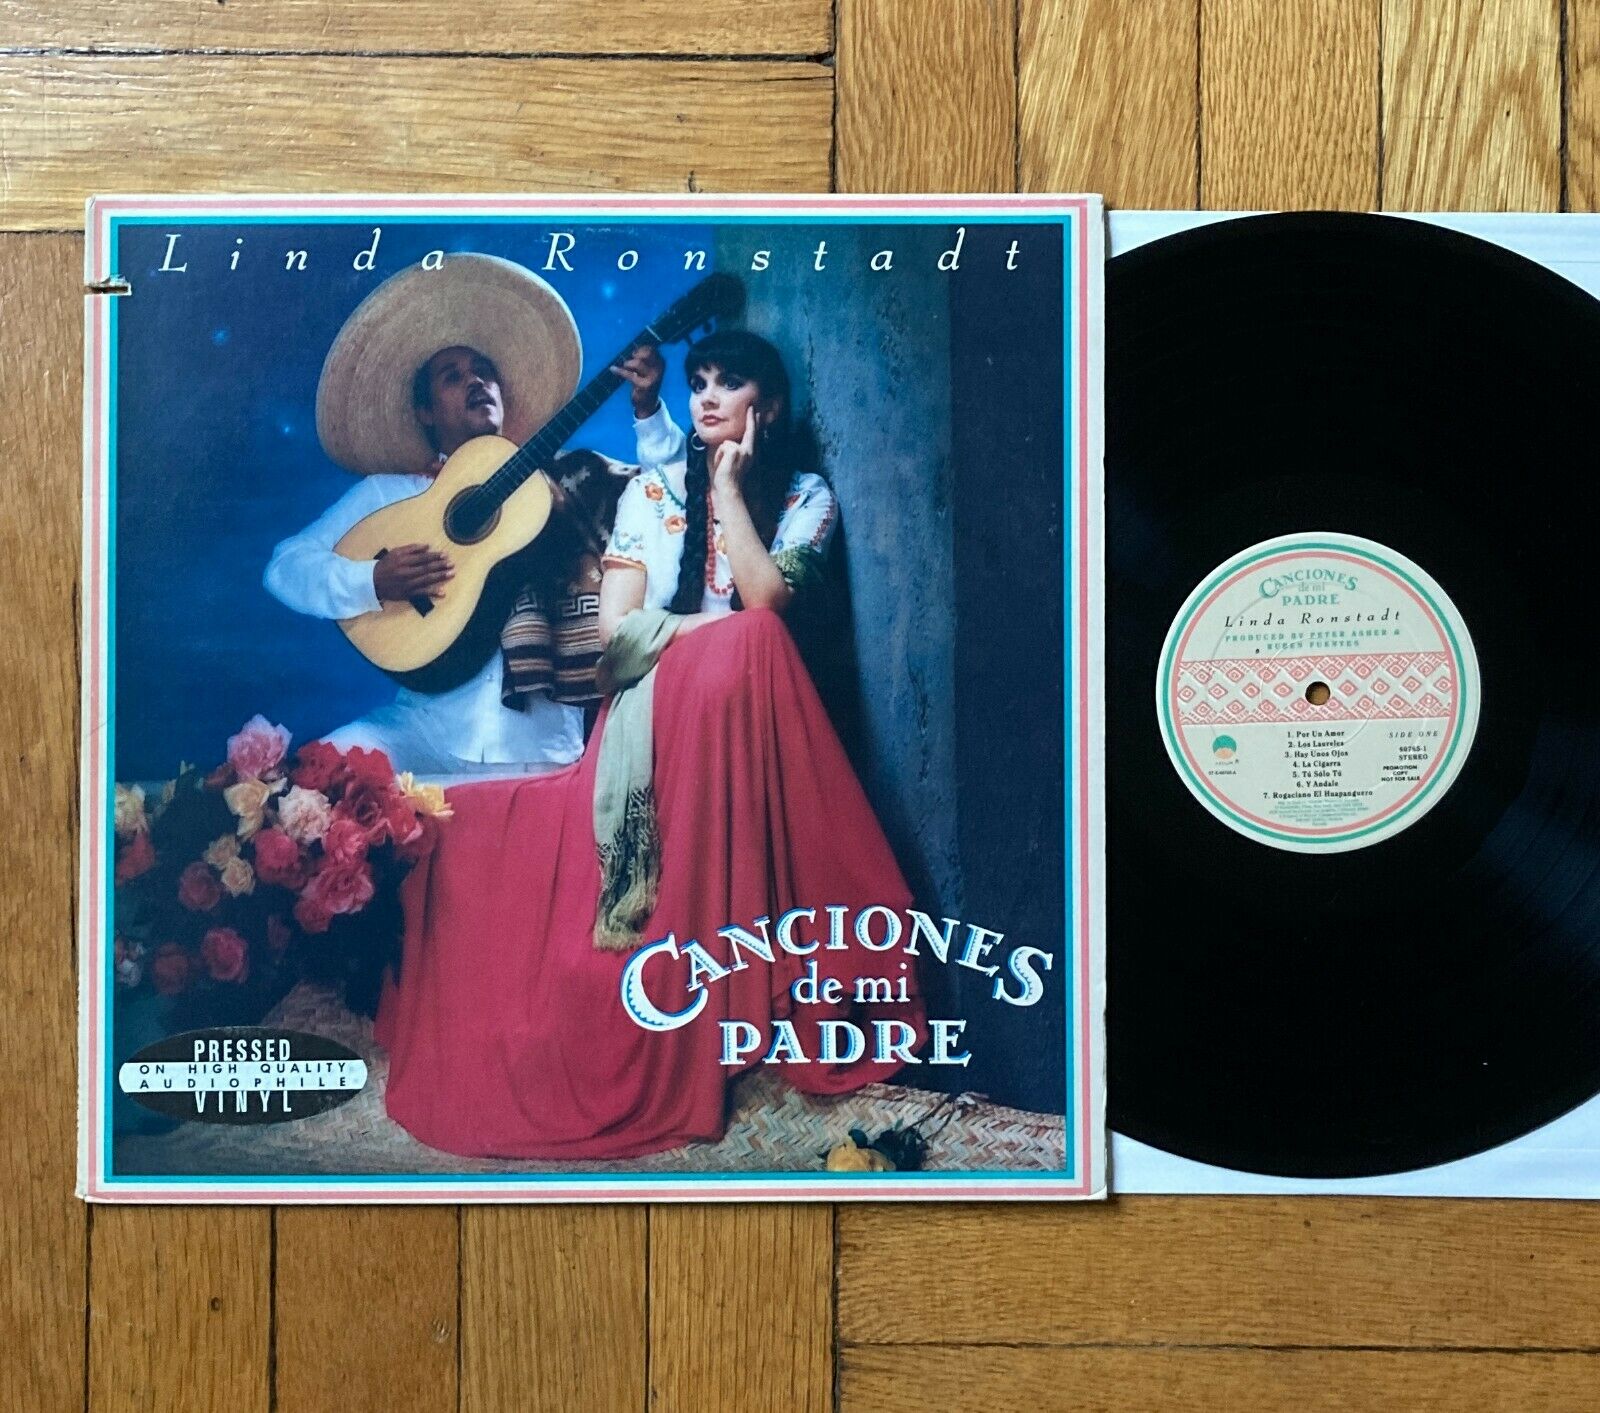 Linda Ronstadt
CANCIONES
de mi
PADRE
PRESSED
ON HIGH QUALITY
AUDIOPHILE
VINYL
CANCIONES
de mi
PADRE
Linda Ronstadt
PRODUCED BY PETER ASHER &
RUBEN FUENTES
SIDE ONE
60765-1
STEREO
PROMOTION
COPY
NOT FOR SALE
1. Por Un Amor
2. Los Laureles
3. Hay Unos Ojos
4. La Cigarra
5. Tú Sólo Tú
6. Y Andale
7. Rogaciano El Huapanguero